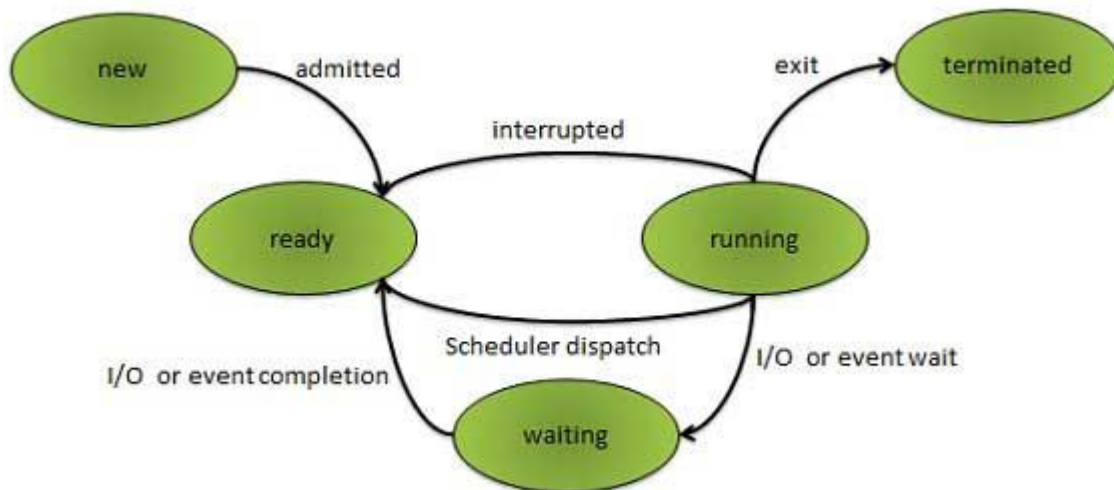 new
admitted
exit
terminated
interrupted
ready
running
Scheduler dispatch
I/O or event completion
I/O or event wait
waiting